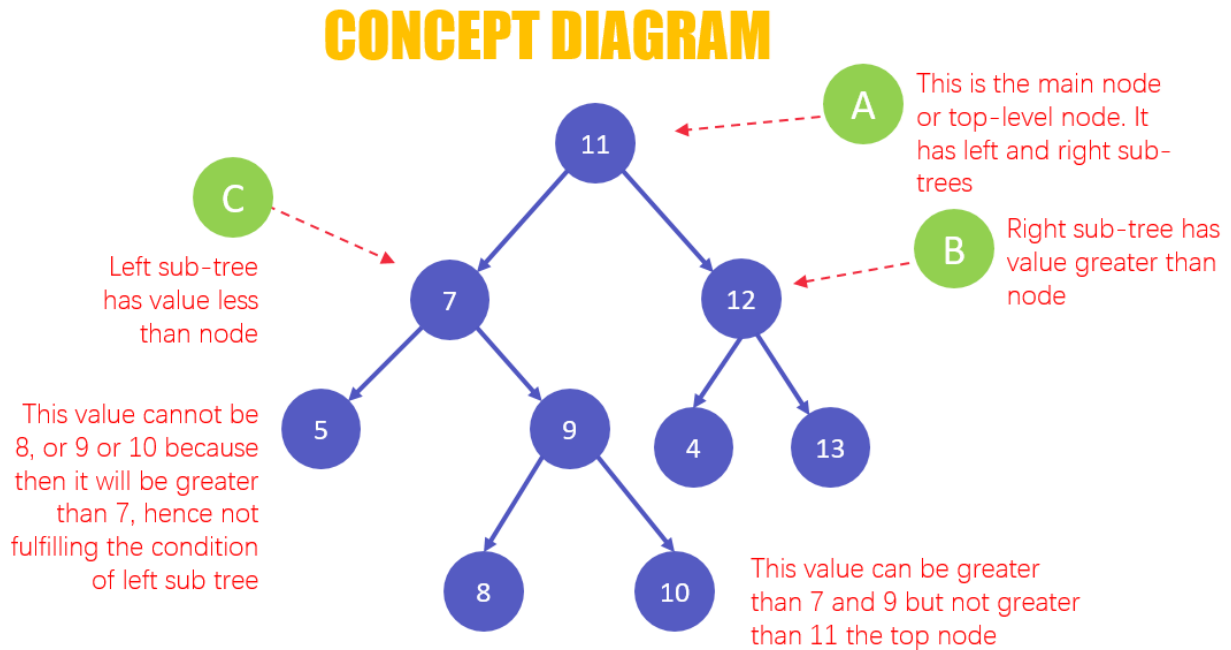 CONCEPT DIAGRAM
A
This is the main node
or top-level node. It
has left and right sub-
trees
11
C
B
Right sub-tree has
value greater than
node
Left sub-tree
has value less
than node
7
12
This value cannot be
8, or 9 or 10 because
then it will be greater
than 7, hence not
fulfilling the condition
of left sub tree
5
9
4
13
8
10
This value can be greater
than 7 and 9 but not greater
than 11 the top node